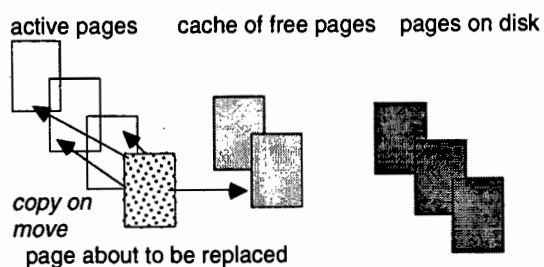 active pages
cache of free pages
pages on disk
copy on
move
page about to be replaced